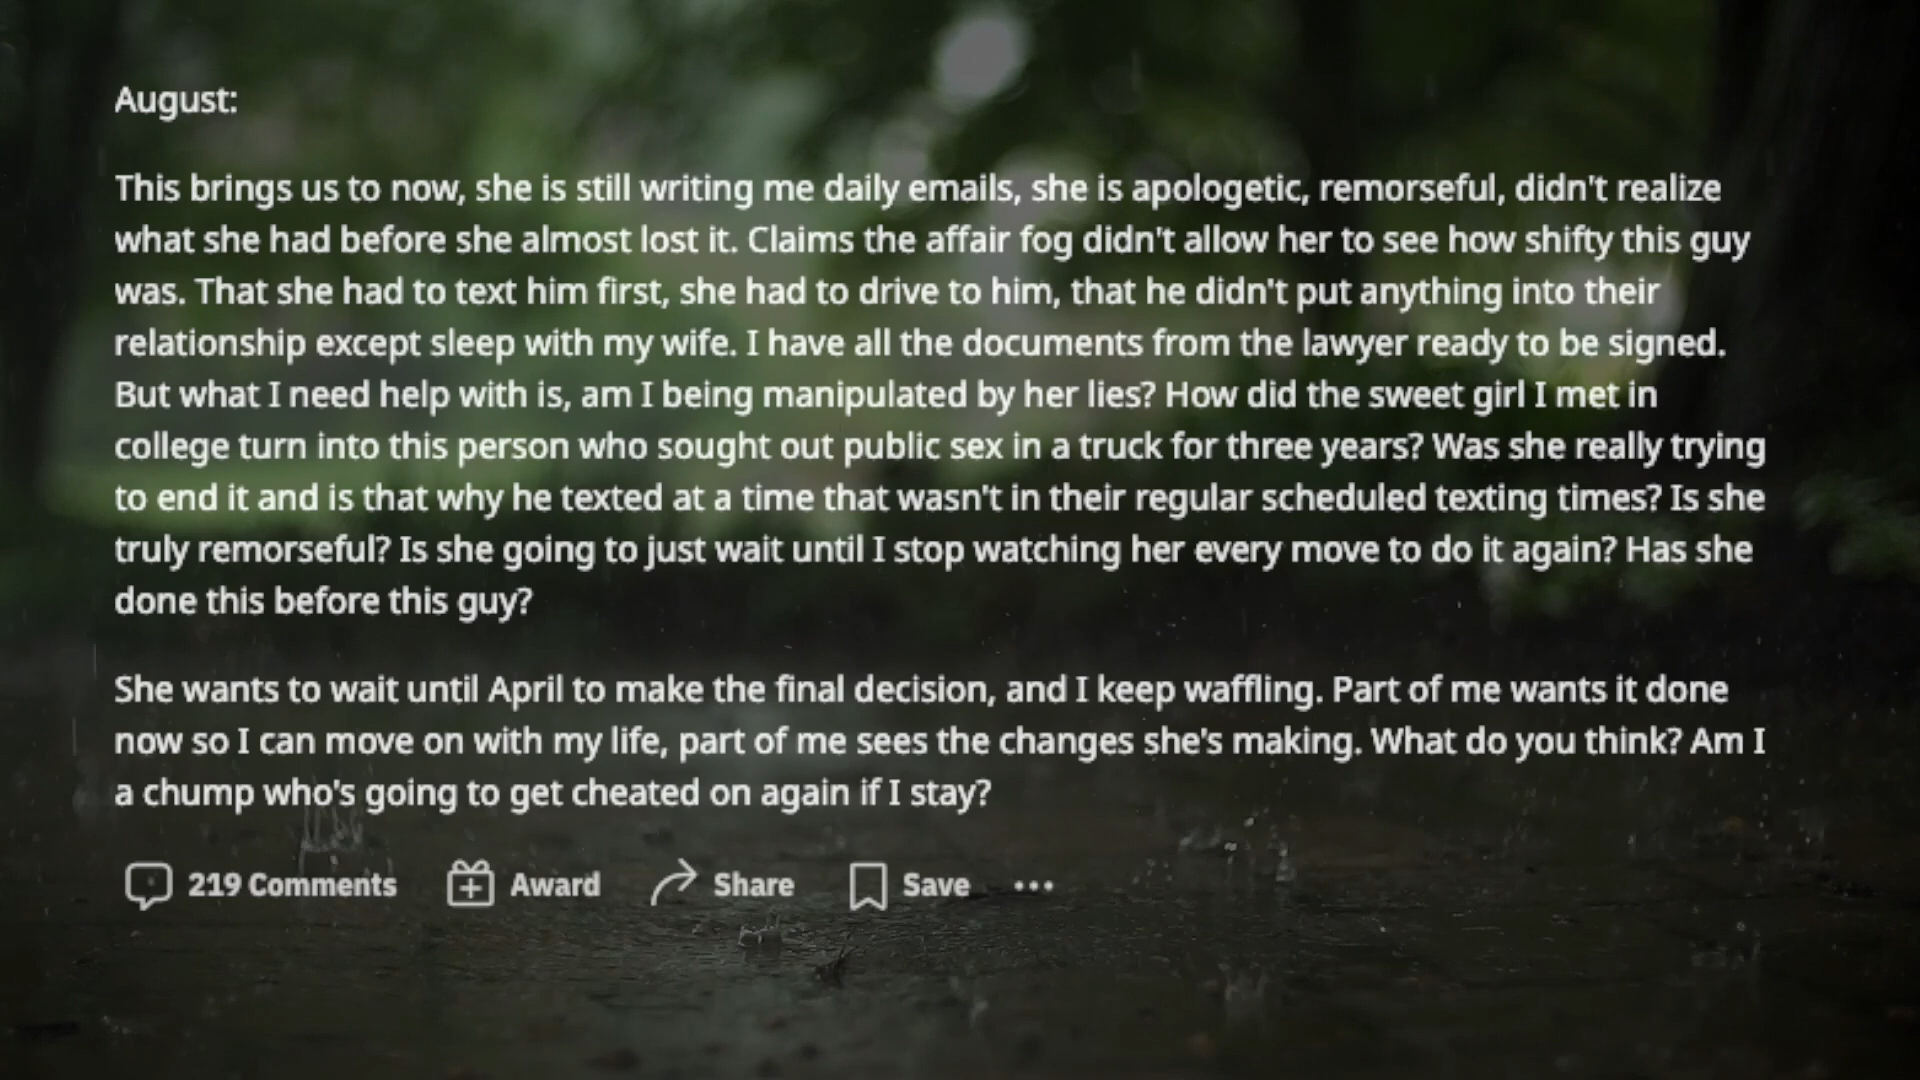 August:
This brings us to now, she is still writing me daily emails, she is apologetic, remorseful, didn't realize
what she had before she almost lost it. Claims the affair fog didn't allow her to see how shifty this guy
was. That she had to text him first, she had to drive to him, that he didn't put anything into their
relationship except sleep with my wife. I have all the documents from the lawyer ready to be signed.
But what I need help with is, am I being manipulated by her lies? How did the sweet girl I met in
college turn into this person who sought out public sex in a truck for three years? Was she really trying
to end it and is that why he texted at a time that wasn't in their regular scheduled texting times? Is she
truly remorseful? Is she going to just wait until I stop watching her every move to do it again? Has she
done this before this guy?
She wants to wait until April to make the final decision, and I keep waffling. Part of me wants it done
now so I can move on with my life, part of me sees the changes she's making. What do you think? Am I
a chump who's going to get cheated on again if I stay?
219 Comments Award Share Save